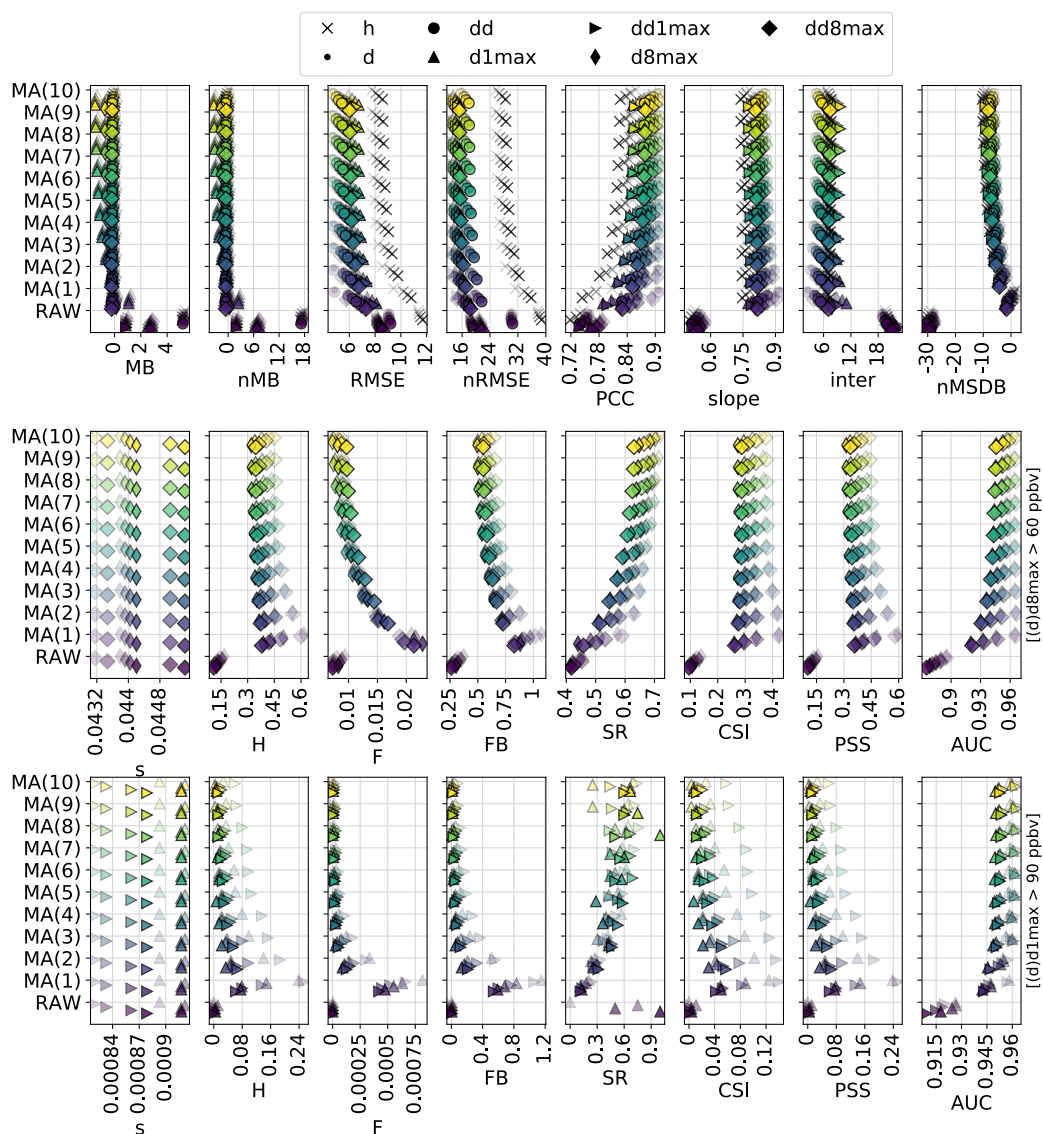 h dd dd1max dd8max
d d1max d8max
MA(10)
MA(9)
MA(8)
MA(7)
MA(6)
MA(5)
MA(4)
MA(3)
MA(2)
MA(1)
RAW
0 2 4
MB
0 6 12 18
nMB
6 8 10 12
RMSE
16 24 32 40
nRMSE
0.72 0.78 0.84 0.9
PCC
0.6 0.75 0.9
slope
6 12 18
inter
-30 -20 -10 0
nMSDB
MA(10)
MA(9)
MA(8)
MA(7)
MA(6)
MA(5)
MA(4)
MA(3)
MA(2)
MA(1)
RAW
0.0432 0.044 0.0448
s
0.15 0.3 0.45 0.6
H
0.01 0.015 0.02
F
0.25 0.5 0.75 1
FB
0.4 0.5 0.6 0.7
SR
0.1 0.2 0.3 0.4
CSI
0.15 0.3 0.45 0.6
PSS
0.9 0.93 0.96
AUC
[(d)d8max > 60 ppbv]
MA(10)
MA(9)
MA(8)
MA(7)
MA(6)
MA(5)
MA(4)
MA(3)
MA(2)
MA(1)
RAW
0.00084 0.00087 0.0009
s
0 0.08 0.16 0.24
H
0 0.00025 0.0005 0.00075
F
0 0.4 0.8 1.2
FB
0 0.3 0.6 0.9
SR
0 0.04 0.08 0.12
CSI
0 0.08 0.16 0.24
PSS
0.915 0.93 0.945 0.96
AUC
[(d)d1max > 90 ppbv]